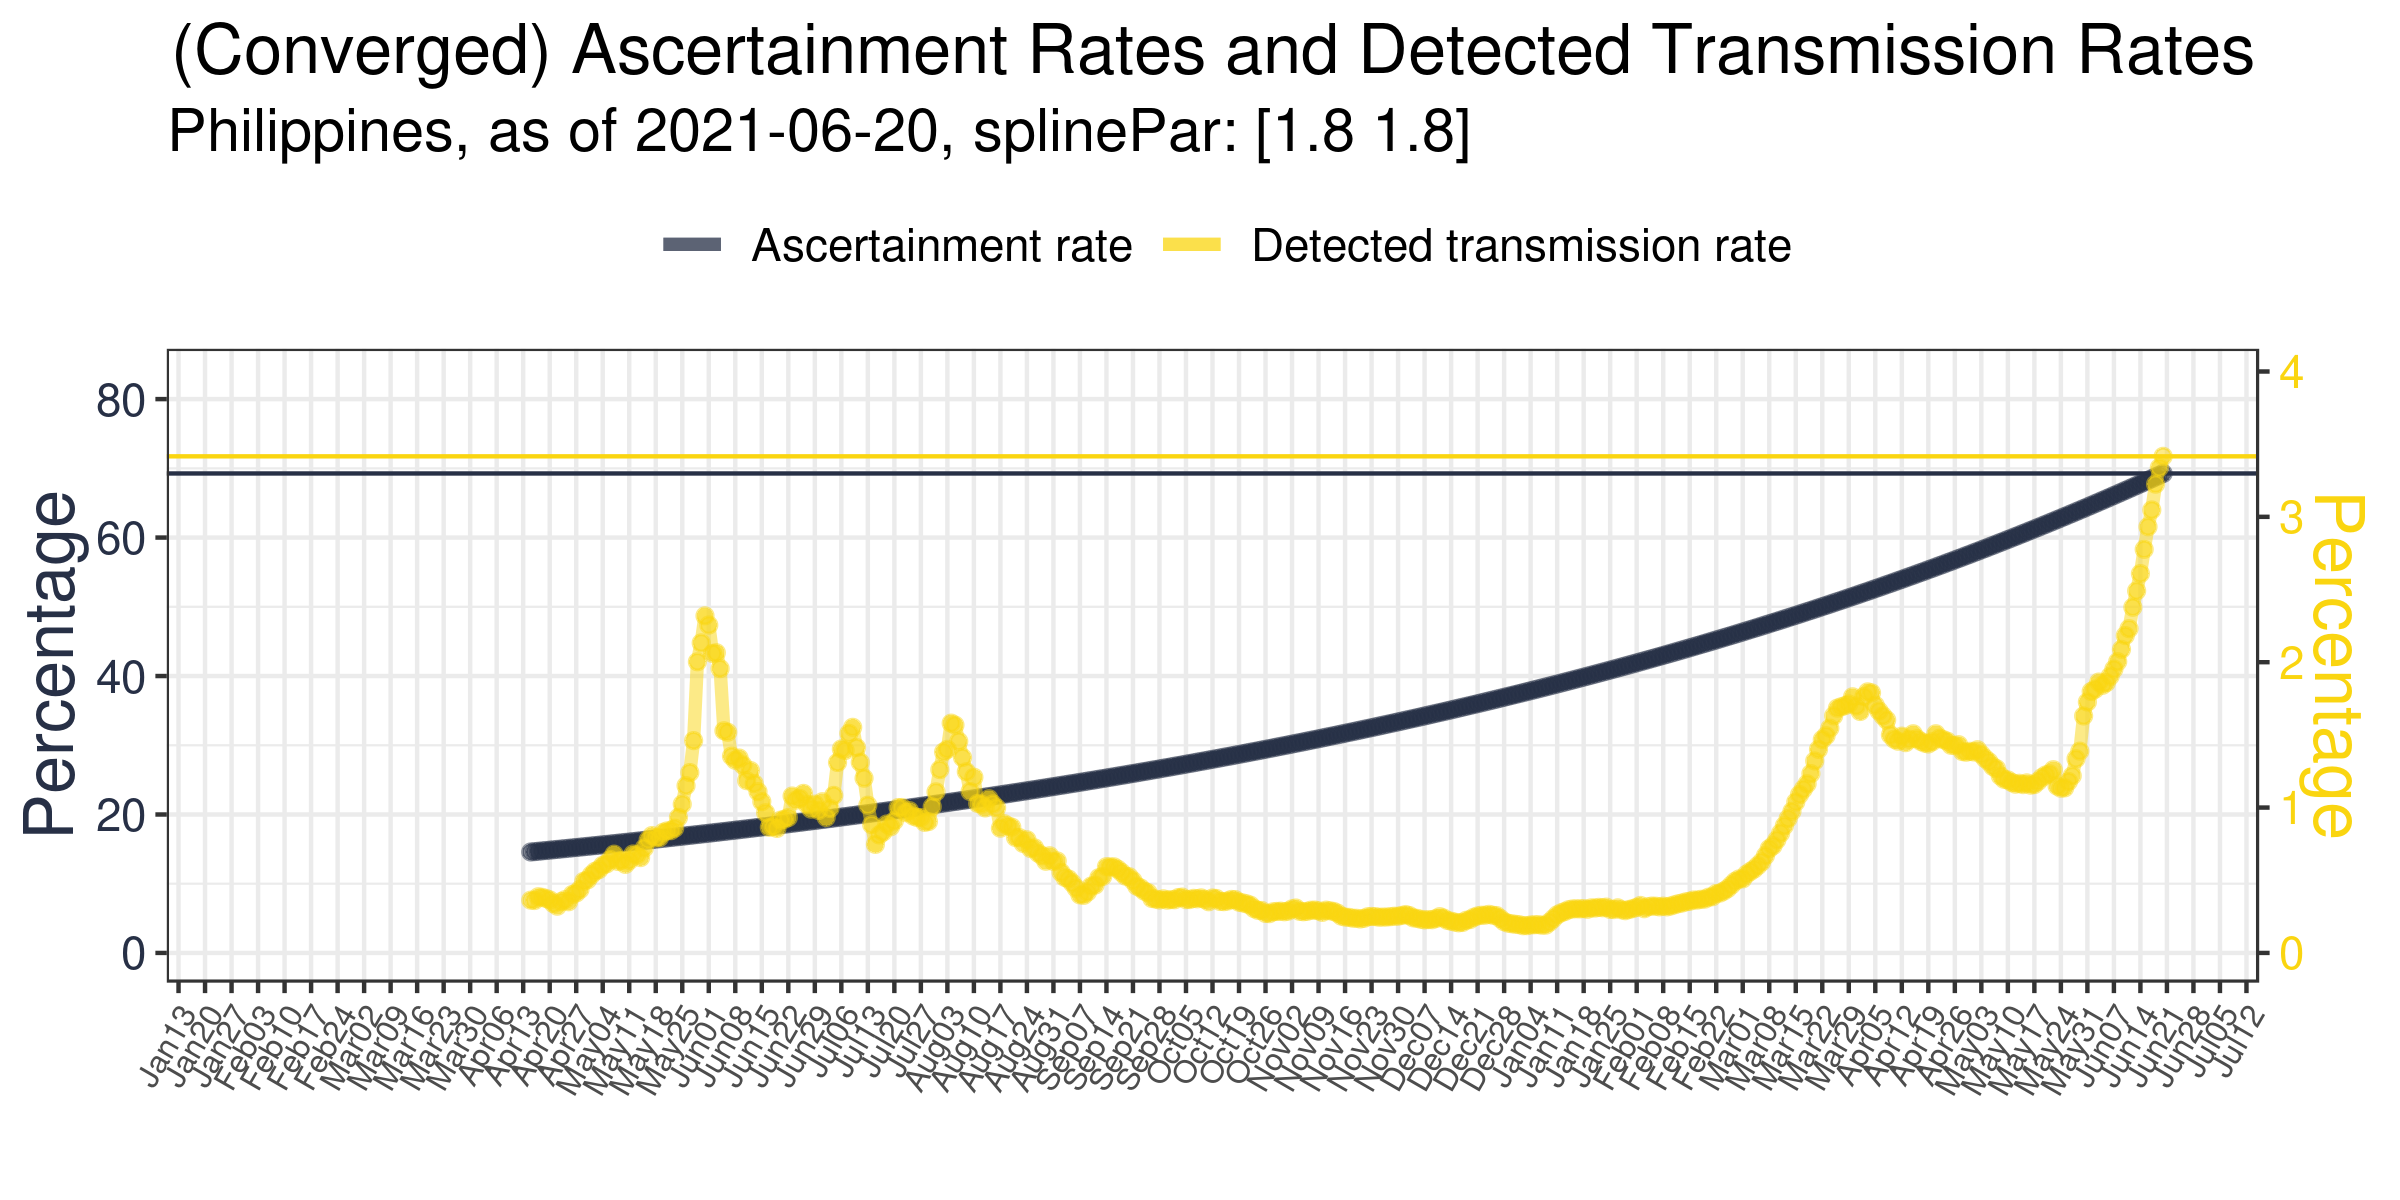 (Converged) Ascertainment Rates and Detected Transmission Rates
Philippines, as of 2021-06-20, splinePar: [1.8 1.8]
Ascertainment rate Detected transmission rate
Percentage
80
60
40
20
0
4
3
2
1
0
Percentage
Jan13 Jan20 Jan27 Feb03 Feb10 Feb17 Feb24 Mar02 Mar09 Mar16 Mar23 Mar30 Apr06 Apr13 Apr20 Apr27 May04 May11 May18 May25 Jun01 Jun08 Jun15 Jun22 Jun29 Jul06 Jul13 Jul20 Jul27 Aug03 Aug10 Aug17 Aug24 Aug31 Sep07 Sep14 Sep21 Sep28 Oct05 Oct12 Oct19 Oct26 Nov02 Nov09 Nov16 Nov23 Nov30 Dec07 Dec14 Dec21 Dec28 Jan04 Jan11 Jan18 Jan25 Feb01 Feb08 Feb15 Feb22 Mar01 Mar08 Mar15 Mar22 Mar29 Apr05 Apr12 Apr19 Apr26 May03 May10 May17 May24 May31 Jun07 Jun14 Jun21 Jun28 Jul05 Jul12